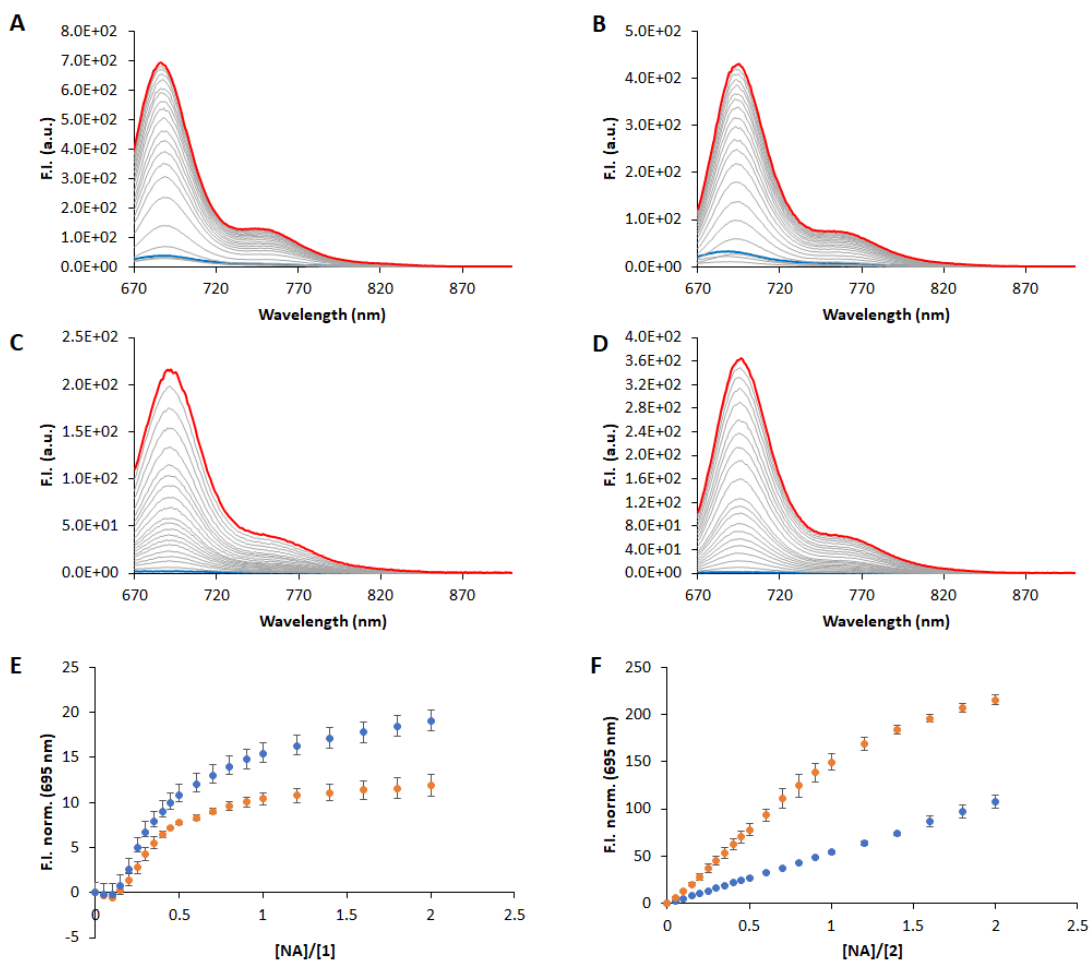 A
8.0E+02
7.0E+02
6.0E+02
5.0E+02
4.0E+02
3.0E+02
2.0E+02
1.0E+02
0.0E+00
F.I. (a.u.)
670 720 770 820 870
Wavelength (nm)
B
5.0E+02
4.0E+02
3.0E+02
2.0E+02
1.0E+02
0.0E+00
F.I. (a.u.)
670 720 770 820 870
Wavelength (nm)
C
2.5E+02
2.0E+02
1.5E+02
1.0E+02
5.0E+01
0.0E+00
F.I. (a.u.)
670 720 770 820 870
Wavelength (nm)
D
4.0E+02
3.6E+02
3.2E+02
2.8E+02
2.4E+02
2.0E+02
1.6E+02
1.2E+02
8.0E+01
4.0E+01
0.0E+00
F.I. (a.u.)
670 720 770 820 870
Wavelength (nm)
E
25
20
15
10
5
0
-5
F.I. norm. (695 nm)
0 0.5 1 1.5 2 2.5
[NA]/[1]
F
250
200
150
100
50
0
F.I. norm. (695 nm)
0 0.5 1 1.5 2 2.5
[NA]/[2]